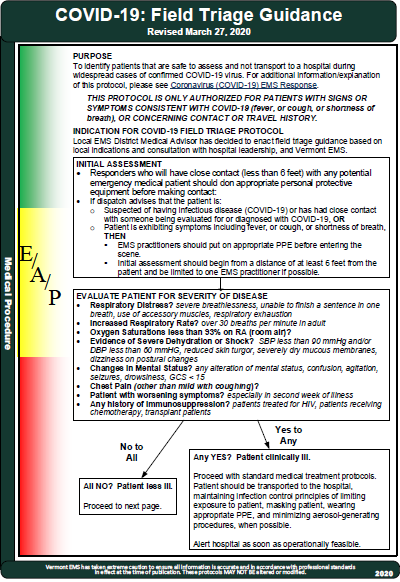 COVID-19: Field Triage Guidance
Revised March 27, 2020
PURPOSE
To identify patients that are safe to assess and not transport to a hospital during
widespread cases of confirmed COVID-19 virus. For additional information/explanation
of this protocol, please see Coronavirus (COVID-19) EMS Response.
THIS PROTOCOL IS ONLY AUTHORIZED FOR PATIENTS WITH SIGNS OR
SYMPTOMS CONSISTENT WITH COVID-19 (fever, or cough, or shortness of
breath), OR CONCERNING CONTACT OR TRAVEL HISTORY.
INDICATION FOR COVID-19 FIELD TRIAGE PROTOCOL
Local EMS District Medical Advisor has decided to enact field triage guidance based on
local indications and consultation with hospital leadership, and Vermont EMS.
INITIAL ASSESSMENT
• Responders who will have close contact (less than 6 feet) with any potential
emergency medical patient should don appropriate personal protective
equipment before making contact:
• If dispatch advises that the patient is:
o Suspected of having infectious disease (COVID-19) or has had close contact
with someone being evaluated for or diagnosed with COVID-19, OR
o Patient is exhibiting symptoms including fever, or cough, or shortness of breath,
THEN
▪ EMS practitioners should put on appropriate PPE before entering the
scene.
▪ Initial assessment should begin from a distance of at least 6 feet from the
patient and be limited to one EMS practitioner if possible.
E/A/P
Medical Procedure
EVALUATE PATIENT FOR SEVERITY OF DISEASE
• Respiratory Distress? severe breathlessness, unable to finish a sentence in one
breath, use of accessory muscles, respiratory exhaustion
• Increased Respiratory Rate? over 30 breaths per minute in adult
• Oxygen Saturations less than 93% on RA (room air)?
• Evidence of Severe Dehydration or Shock? SBP less than 90 mmHg and/or
DBP less than 60 mmHG, reduced skin turgor, severely dry mucous membranes,
dizziness on postural changes
• Changes in Mental Status? any alteration of mental status, confusion, agitation,
seizures, drowsiness, GCS < 15
• Chest Pain (other than mild with coughing)?
• Patient with worsening symptoms? especially in second week of illness
• Any history of immunosuppression? patients treated for HIV, patients receiving
chemotherapy, transplant patients
No to
All
Yes to
Any
All NO? Patient less ill.
Proceed to next page.
Any YES? Patient clinically ill.
Proceed with standard medical treatment protocols.
Patient should be transported to the hospital,
maintaining infection control principles of limiting
exposure to patient, masking patient, wearing
appropriate PPE, and minimizing aerosol-generating
procedures, when possible.
Alert hospital as soon as operationally feasible.
Vermont EMS has taken extreme caution to ensure all information is accurate and in accordance with professional standards
in effect at the time of publication. These protocols MAY NOT BE altered or modified.
2020